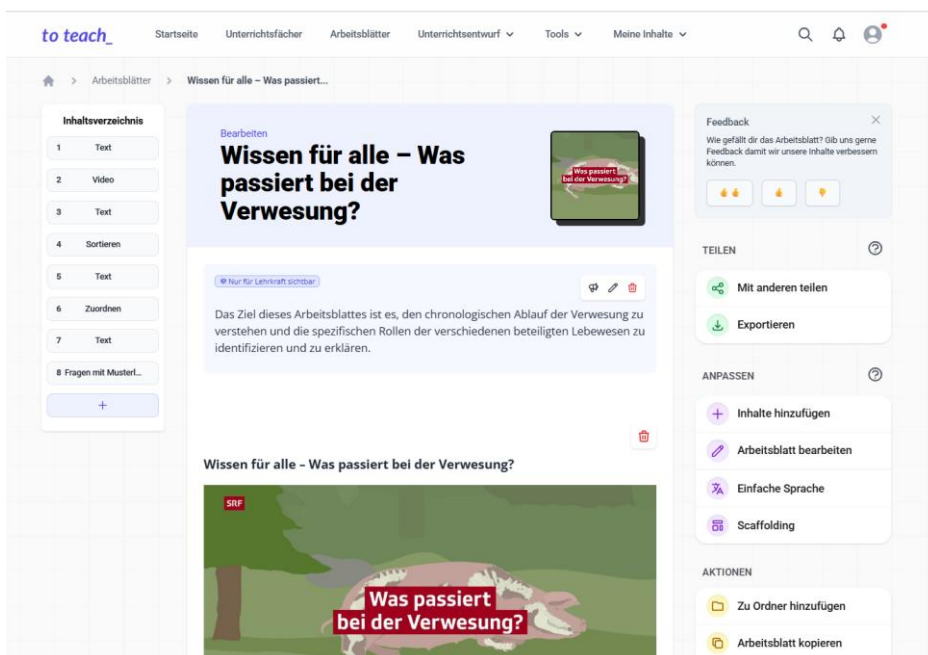 to teach_
Startseite
Unterrichtsfächer
Arbeitsblätter
Unterrichtsentwurf
Tools
Meine Inhalte
Arbeitsblätter
Wissen für alle – Was passiert...
Inhaltsverzeichnis
1 Text
2 Video
3 Text
4 Sortieren
5 Text
6 Zuordnen
7 Text
8 Fragen mit Musterl...
Bearbeiten
Wissen für alle – Was
passiert bei der
Verwesung?
Was passiert
bei der Verwesung?
Nur für Lehrkraft sichtbar
Das Ziel dieses Arbeitsblattes ist es, den chronologischen Ablauf der Verwesung zu
verstehen und die spezifischen Rollen der verschiedenen beteiligten Lebewesen zu
identifizieren und zu erklären.
Wissen für alle – Was passiert bei der Verwesung?
SRF
Was passiert
bei der Verwesung?
Feedback
Wie gefällt dir das Arbeitsblatt? Gib uns gerne
Feedback damit wir unsere Inhalte verbessern
können.
TEILEN
Mit anderen teilen
Exportieren
ANPASSEN
Inhalte hinzufügen
Arbeitsblatt bearbeiten
Einfache Sprache
Scaffolding
AKTIONEN
Zu Ordner hinzufügen
Arbeitsblatt kopieren